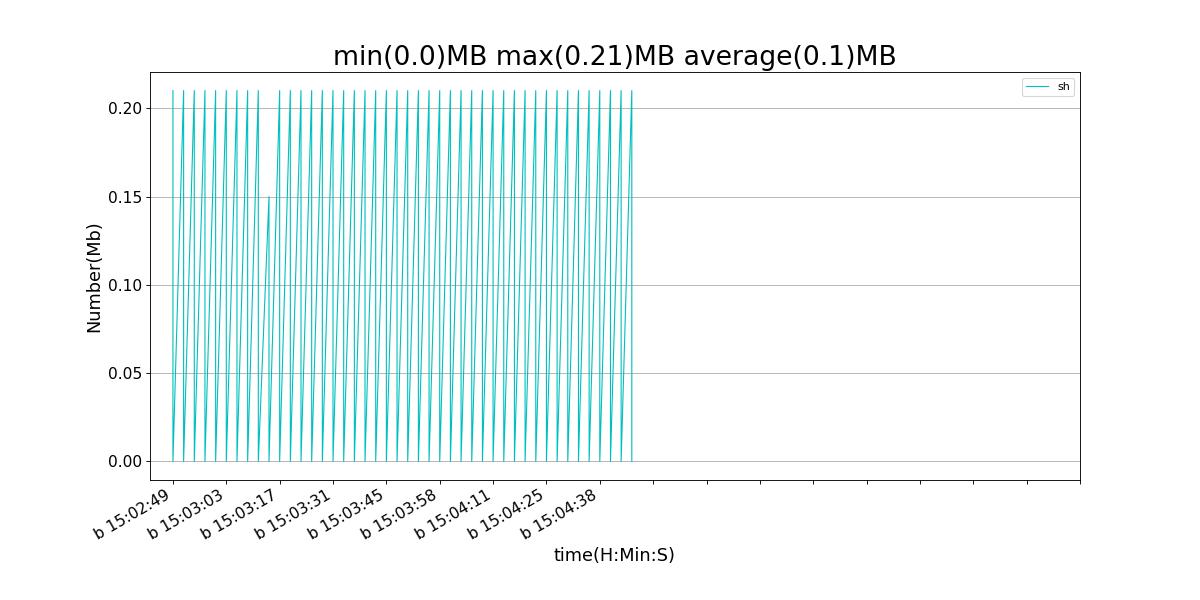 min(0.0)MB max(0.21)MB average(0.1)MB
sh
0.20
0.15
0.10
0.05
0.00
Number(Mb)
b 15:02:49
b 15:03:03
b 15:03:17
b 15:03:31
b 15:03:45
b 15:03:58
b 15:04:11
b 15:04:25
b 15:04:38
time(H:Min:S)